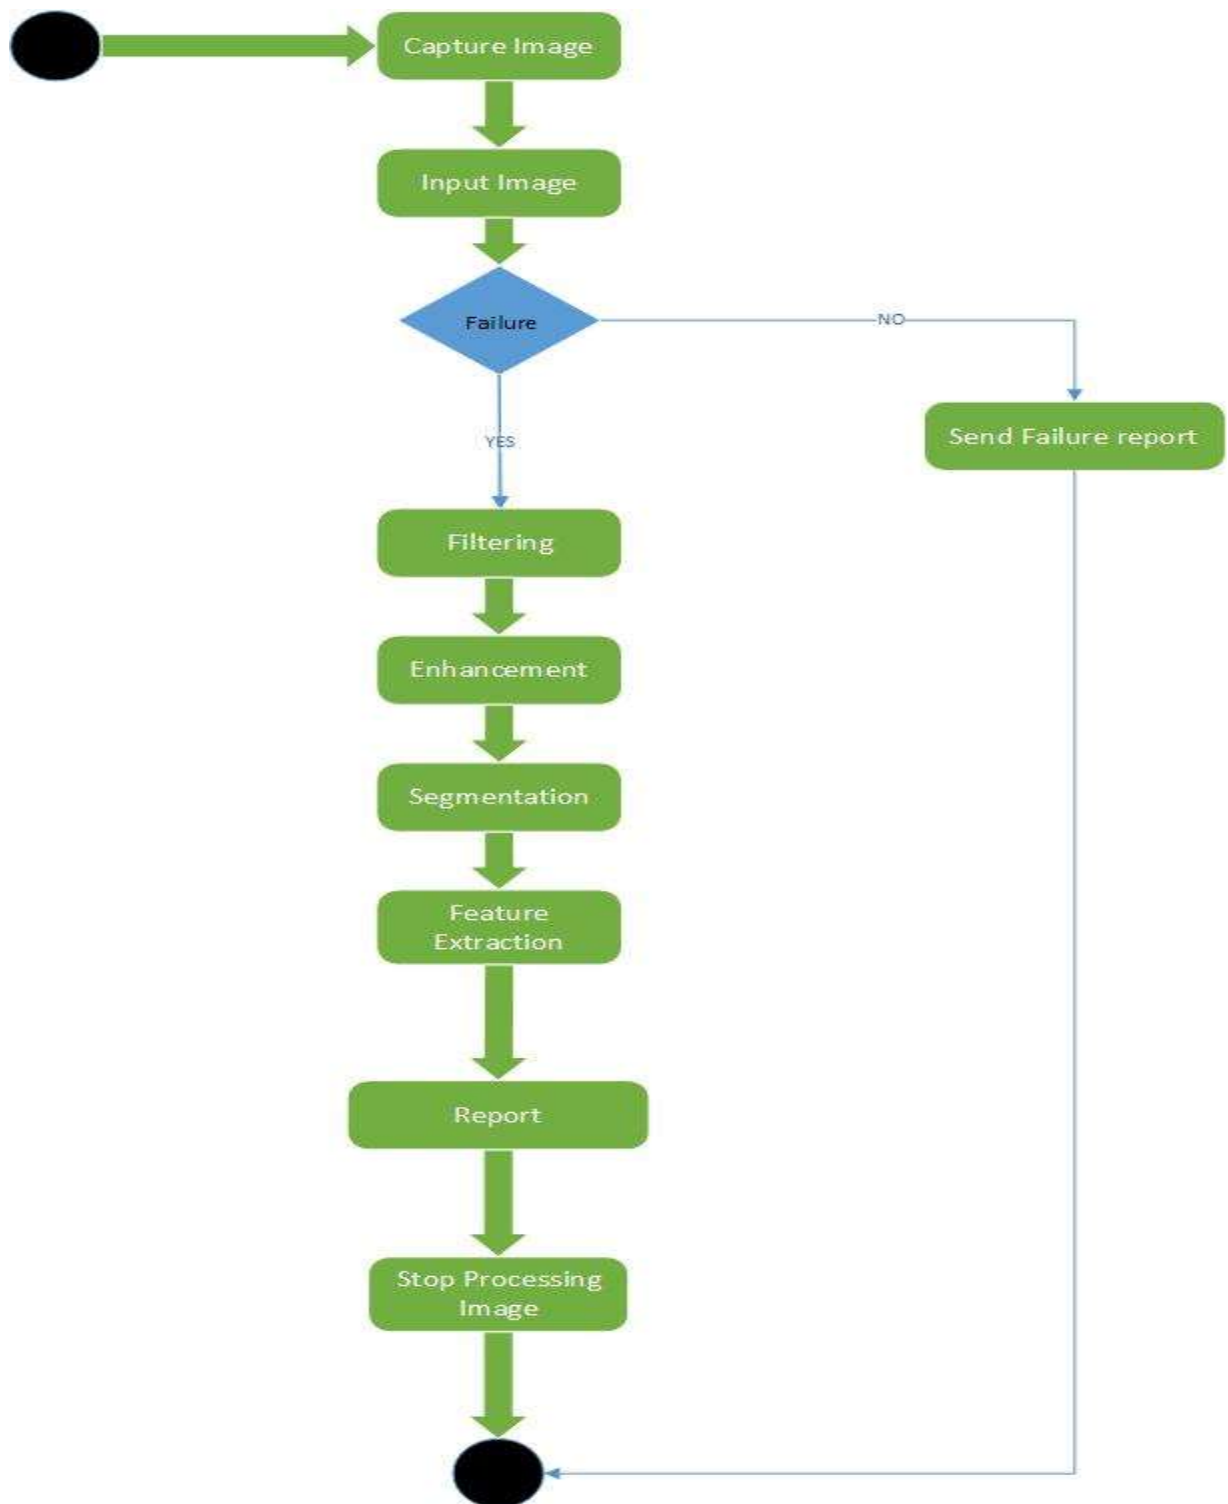 Capture Image
Input Image
Failure
NO
Send Failure report
YES
Filtering
Enhancement
Segmentation
Feature
Extraction
Report
Stop Processing
Image